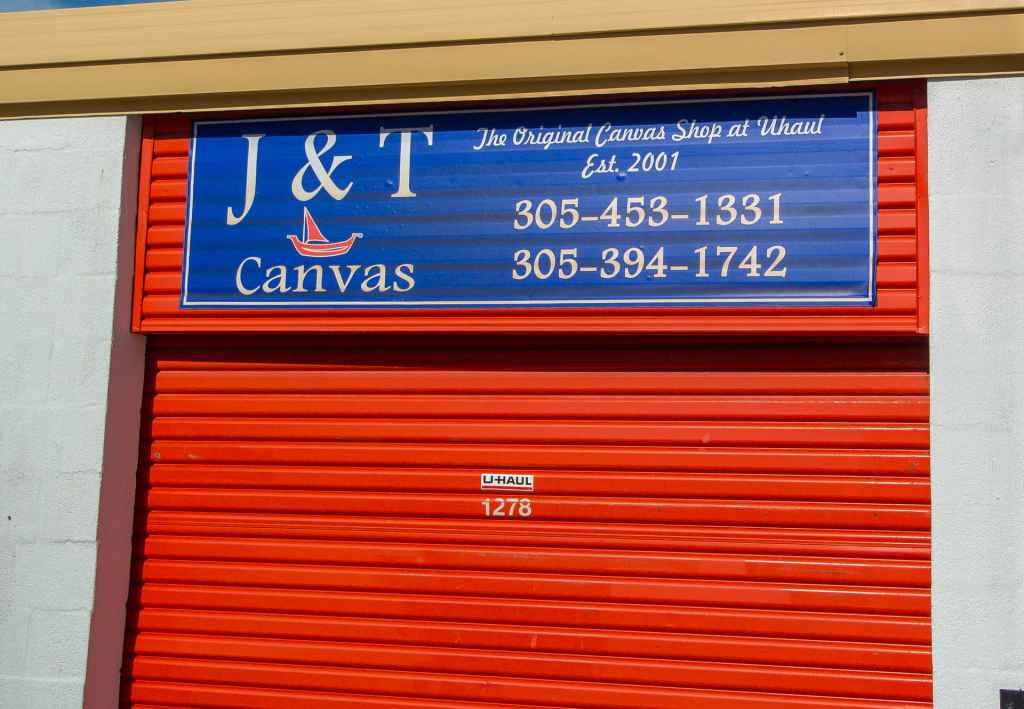 J & T
Canvas
The Original Canvas Shop at Uhaul
Est. 2001
305-453-1331
305-394-1742
U-HAUL
1278